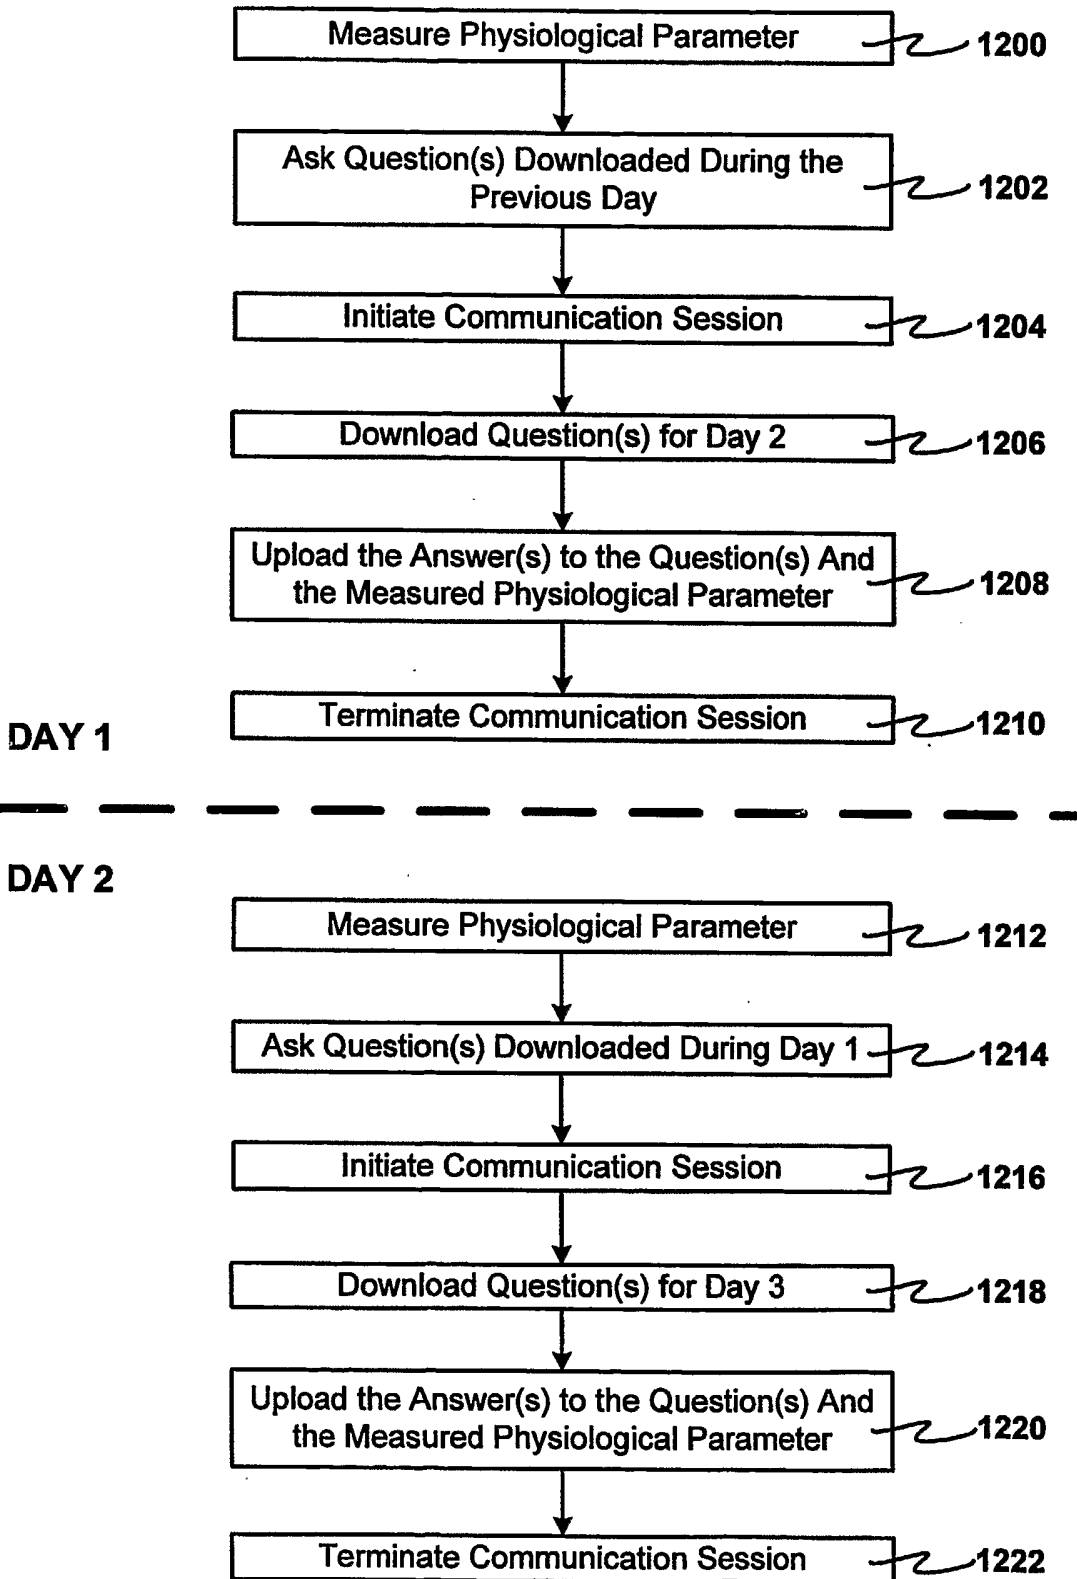 Measure Physiological Parameter
1200
Ask Question(s) Downloaded During the
Previous Day
1202
Initiate Communication Session
1204
Download Question(s) for Day 2
1206
Upload the Answer(s) to the Question(s) And
the Measured Physiological Parameter
1208
Terminate Communication Session
1210
DAY 1
DAY 2
Measure Physiological Parameter
1212
Ask Question(s) Downloaded During Day 1
1214
Initiate Communication Session
1216
Download Question(s) for Day 3
1218
Upload the Answer(s) to the Question(s) And
the Measured Physiological Parameter
1220
Terminate Communication Session
1222